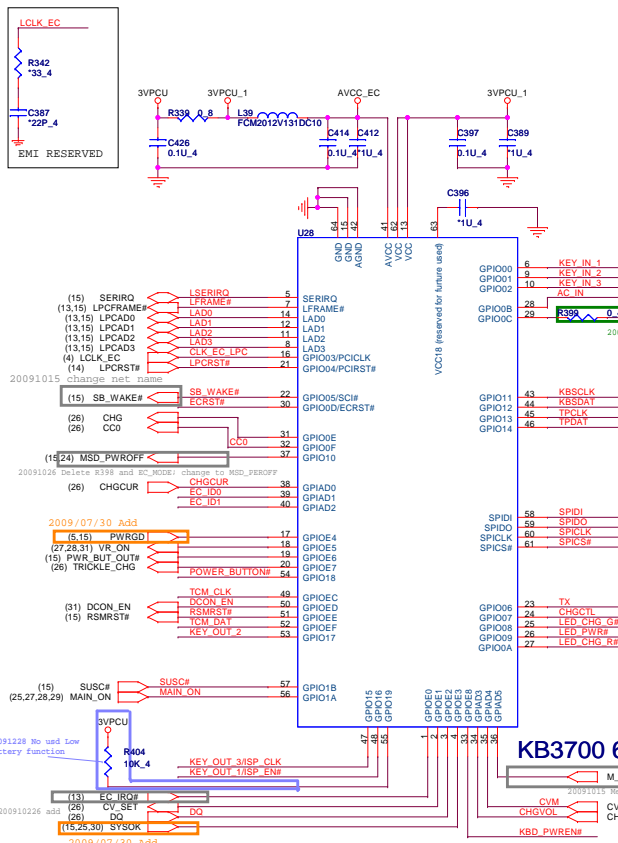 LCLK_EC
R342
*33_4
C387
*22P_4
EMI RESERVED
3VPCU
3VPCU_1
AVCC_EC
3VPCU_1
R339 0_8
L39
FCM2012V131DC10
C426
0.1U_4
C414
0.1U_4
C412
*1U_4
C397
0.1U_4
C389
*1U_4
C396
*1U_4
U28
64 15 42 41 62 13 63
GND GND AGND AVCC VCC VCC VCC18 (reserved for future used)
(15) SERIRQ LSERIRQ 5 SERIRQ
(13,15) LPCFRAME# LFRAME# 7 LFRAME#
(13,15) LPCAD0 LAD0 14 LAD0
(13,15) LPCAD1 LAD1 12 LAD1
(13,15) LPCAD2 LAD2 11 LAD2
(13,15) LPCAD3 LAD3 8 LAD3
(4) LCLK_EC CLK_EC_LPC 16 GPIO03/PCICLK
(14) LPCRST# LPCRST# 21 GPIO04/PCIRST#
20091015 change net name
(15) SB_WAKE# SB_WAKE# 22 GPIO05/SCI#
ECRST# 30 GPIO0D/ECRST#
(26) CHG 31 GPIO0E
(26) CC0 CC0 32 GPIO0F
(15,24) MSD_PWROFF 37 GPIO10
20091026 Delete R398 and EC_MODE; change to MSD_PEROFF
(26) CHGCUR CHGCUR 38 GPIAD0
EC_ID0 39 GPIAD1
EC_ID1 40 GPIAD2
2009/07/30 Add
(5,15) PWRGD 17 GPIOE4
(27,28,31) VR_ON 18 GPIOE5
(15) PWR_BUT_OUT# 19 GPIOE6
(26) TRICKLE_CHG 20 GPIOE7
POWER_BUTTON# 54 GPIO18
TCM_CLK 49 GPIOEC
(31) DCON_EN DCON_EN 50 GPIOED
(15) RSMRST# RSMRST# 51 GPIOEE
TCM_DAT 52 GPIOEF
KEY_OUT_2 53 GPIO17
(15) SUSC# SUSC# 57 GPIO1B
(25,27,28,29) MAIN_ON MAIN_ON 56 GPIO1A
GPIO00 6 KEY_IN_1
GPIO01 9 KEY_IN_2
GPIO02 10 KEY_IN_3
AC_IN
GPIO0B 28
GPIO0C 29 R399
GPIO11 43 KBSCLK
GPIO12 44 KBSDAT
GPIO13 45 TPCLK
GPIO14 46 TPDAT
SPIDI 58 SPIDI
SPIDO 59 SPIDO
SPICLK 60 SPICLK
SPICS# 61 SPICS#
GPIO06 23 TX
GPIO07 24 CHGCTL
GPIO08 25 LED_CHG_G#
GPIO09 26 LED_PWR#
GPIO0A 27 LED_CHG_R#
GPIO15 GPIO16 GPIO19 GPIOE0 GPIOE1 GPIOE2 GPIOE3 GPIOE8 GPIAD3 GPIAD4 GPIAD5
47 48 55 1 2 3 4 33 34 35 36
3VPCU
R404
10K_4
091228 No usd Low
tery function
KEY_OUT_3/ISP_CLK
KEY_OUT_1/ISP_EN#
(13) EC_IRQ#
200910226 add
(26) CV_SET
(26) DQ DQ
(15,25,30) SYSOK
2009/07/30 Add
KB3700 6
M_
20091015 Me
CVM CV
CHGVOL CH
KBD_PWREN#